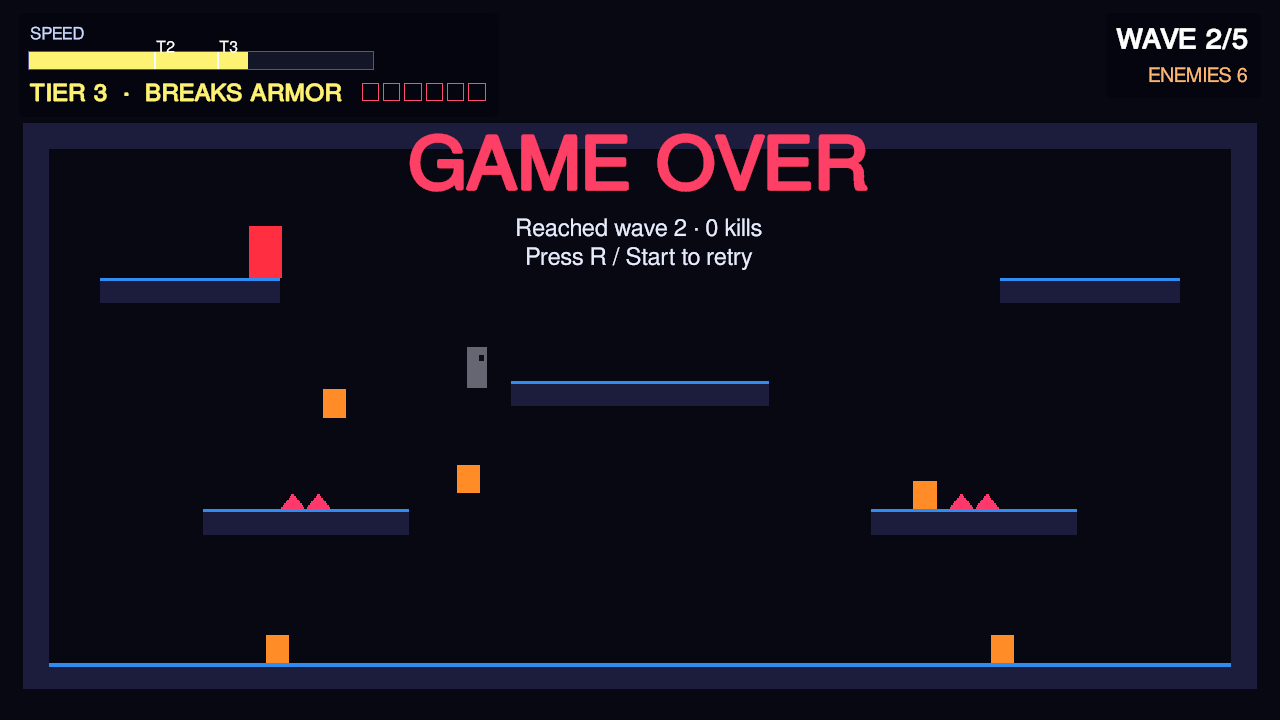 SPEED
T2 T3
TIER 3 · BREAKS ARMOR
WAVE 2/5
ENEMIES 6
GAME OVER
Reached wave 2 · 0 kills
Press R / Start to retry